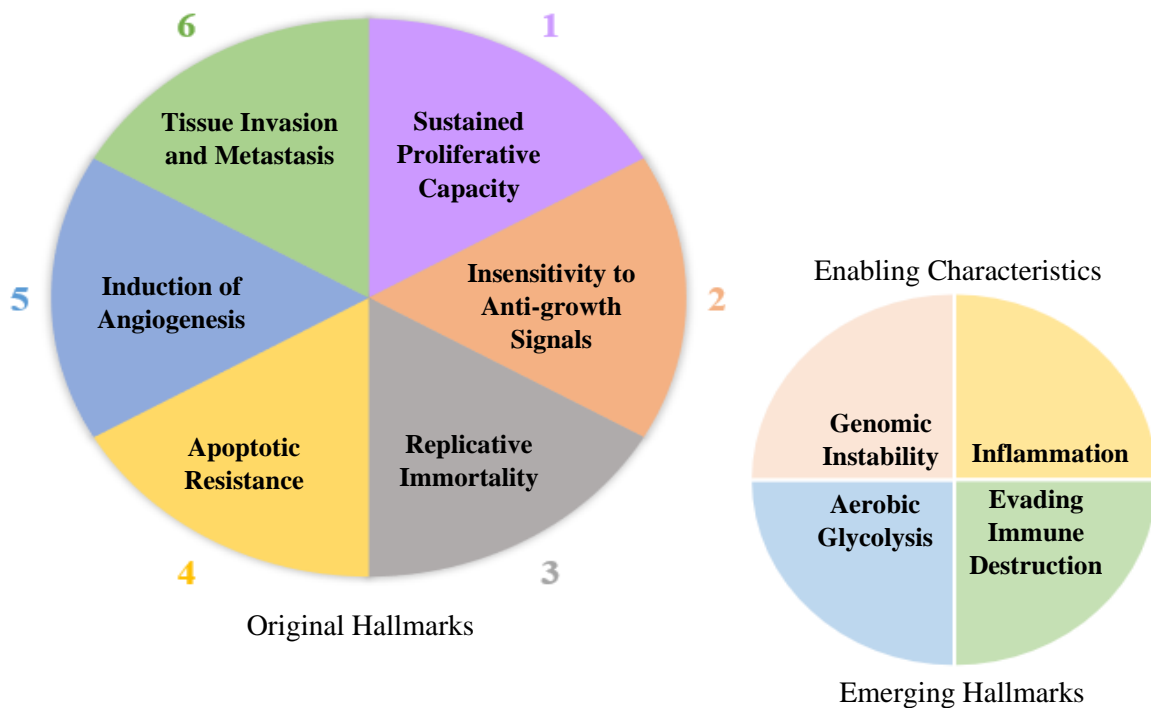 6
1
Tissue Invasion
and Metastasis
Sustained
Proliferative
Capacity
5
Induction of
Angiogenesis
Insensitivity to
Anti-growth
Signals
2
Apoptotic
Resistance
Replicative
Immortality
4
3
Original Hallmarks
Enabling Characteristics
Genomic
Instability
Inflammation
Aerobic
Glycolysis
Evading
Immune
Destruction
Emerging Hallmarks